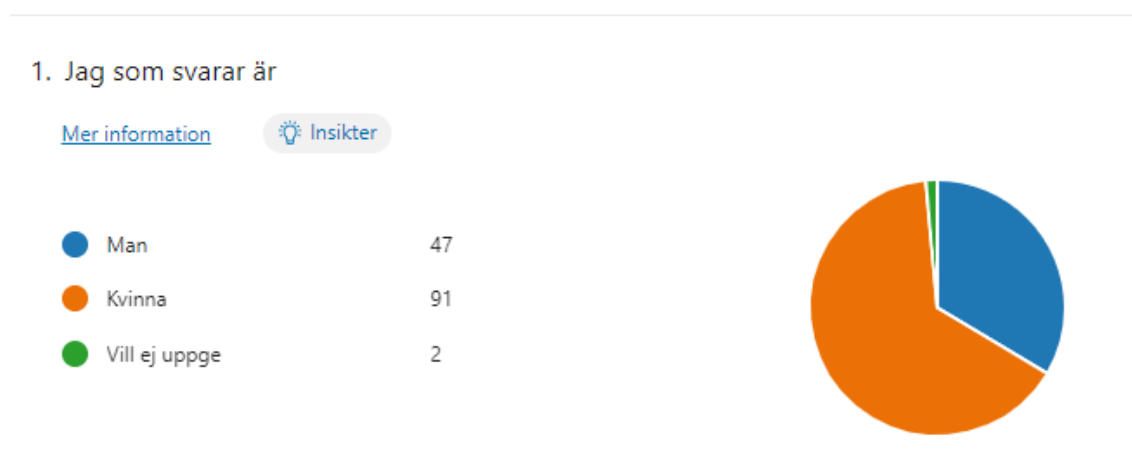 1. Jag som svarar är
Mer information Insikter
Man 47
Kvinna 91
Vill ej uppge 2